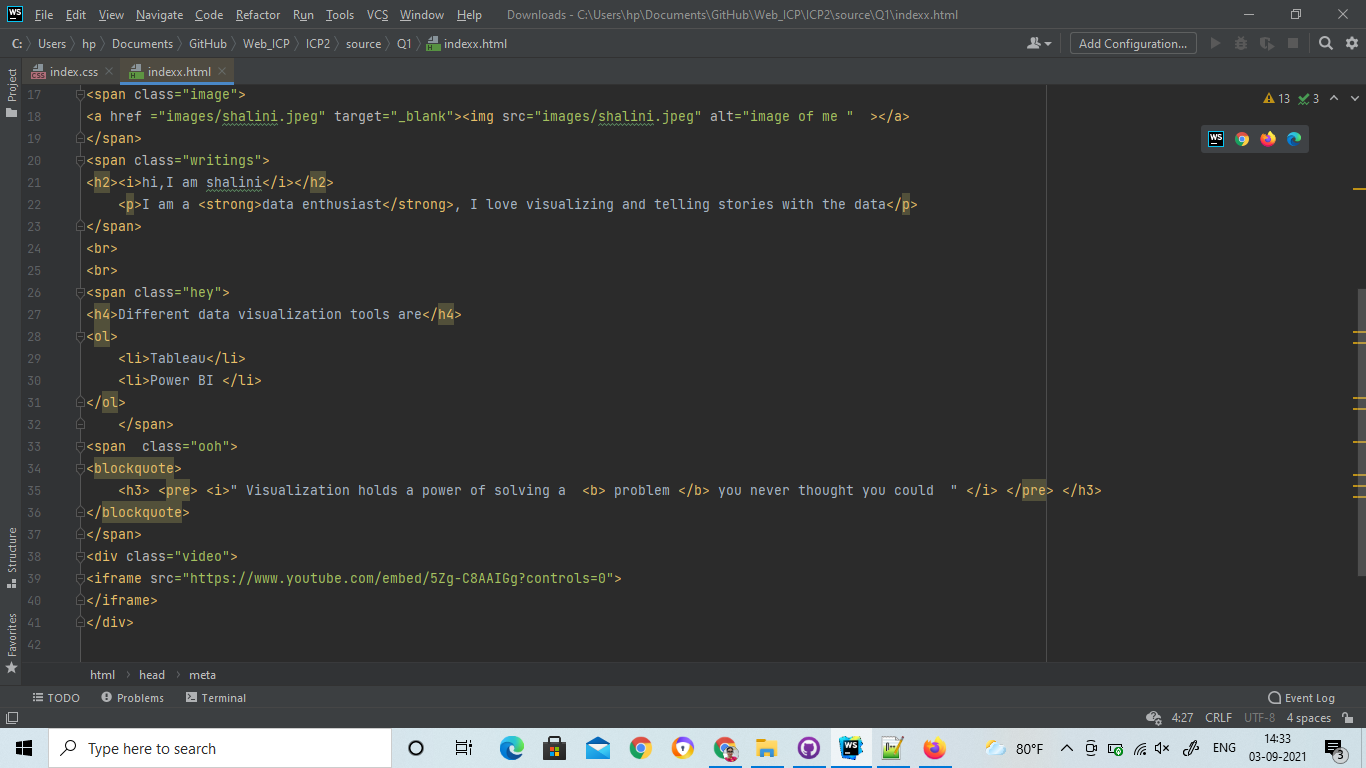 WS File Edit View Navigate Code Refactor Run Tools VCS Window Help Downloads - C:\Users\hp\Documents\GitHub\Web_ICP\ICP2\source\Q1\indexx.html
C: Users hp Documents GitHub Web_ICP ICP2 source Q1 indexx.html Add Configuration...
Project
index.css indexx.html
13 3
17 <span class="image">
18 <a href ="images/shalini.jpeg" target="_blank"><img src="images/shalini.jpeg" alt="image of me "  ></a>
19 </span>
20 <span class="writings">
21 <h2><i>hi,I am shalini</i></h2>
22     <p>I am a <strong>data enthusiast</strong>, I love visualizing and telling stories with the data</p>
23 </span>
24 <br>
25 <br>
26 <span class="hey">
27 <h4>Different data visualization tools are</h4>
28 <ol>
29     <li>Tableau</li>
30     <li>Power BI </li>
31 </ol>
32     </span>
33 <span  class="ooh">
34 <blockquote>
35     <h3> <pre> <i>" Visualization holds a power of solving a  <b> problem </b> you never thought you could  " </i> </pre> </h3>
36 </blockquote>
37 </span>
38 <div class="video">
39 <iframe src="https://www.youtube.com/embed/5Zg-C8AAIGg?controls=0">
40 </iframe>
41 </div>
42
WS
Structure
Favorites
html head meta
TODO Problems Terminal Event Log
4:27 CRLF UTF-8 4 spaces
Type here to search
WS
80°F ENG 14:33
03-09-2021
3